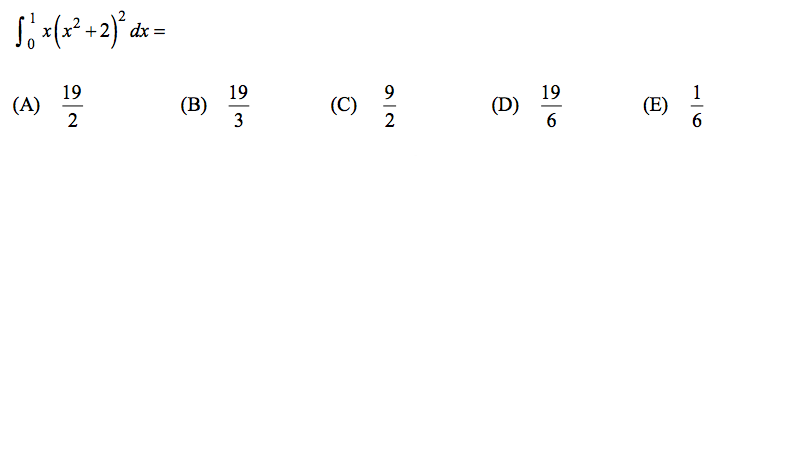 ∫₀¹ x(x² + 2)² dx =
(A) 19/2 (B) 19/3 (C) 9/2 (D) 19/6 (E) 1/6